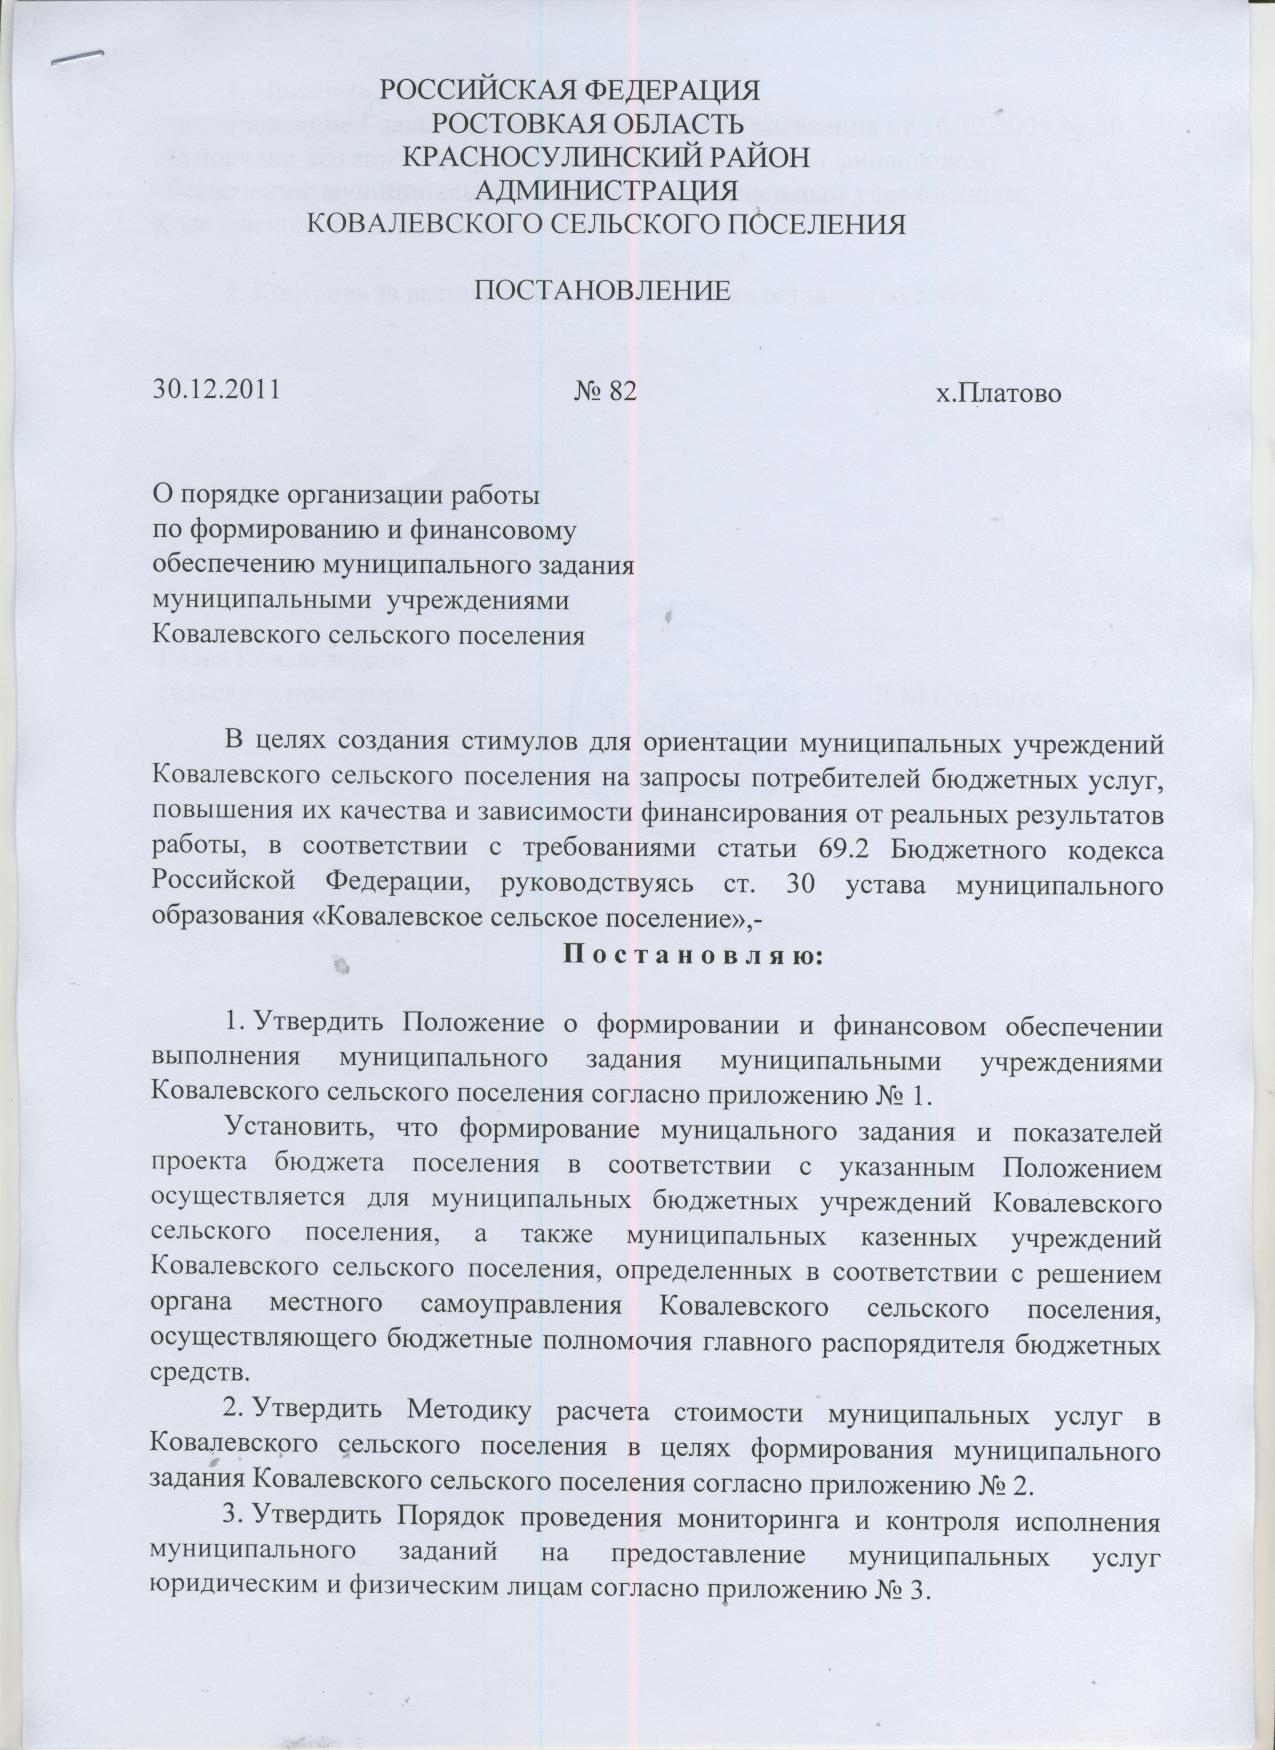 РОССИЙСКАЯ ФЕДЕРАЦИЯ
РОСТОВКАЯ ОБЛАСТЬ
КРАСНОСУЛИНСКИЙ РАЙОН
АДМИНИСТРАЦИЯ
КОВАЛЕВСКОГО СЕЛЬСКОГО ПОСЕЛЕНИЯ
ПОСТАНОВЛЕНИЕ
30.12.2011 № 82 х.Платово
О порядке организации работы
по формированию и финансовому
обеспечению муниципального задания
муниципальными учреждениями
Ковалевского сельского поселения
В целях создания стимулов для ориентации муниципальных учреждений
Ковалевского сельского поселения на запросы потребителей бюджетных услуг,
повышения их качества и зависимости финансирования от реальных результатов
работы, в соответствии с требованиями статьи 69.2 Бюджетного кодекса
Российской Федерации, руководствуясь ст. 30 устава муниципального
образования «Ковалевское сельское поселение»,-
П о с т а н о в л я ю:
1. Утвердить Положение о формировании и финансовом обеспечении
выполнения муниципального задания муниципальными учреждениями
Ковалевского сельского поселения согласно приложению № 1.
Установить, что формирование муницального задания и показателей
проекта бюджета поселения в соответствии с указанным Положением
осуществляется для муниципальных бюджетных учреждений Ковалевского
сельского поселения, а также муниципальных казенных учреждений
Ковалевского сельского поселения, определенных в соответствии с решением
органа местного самоуправления Ковалевского сельского поселения,
осуществляющего бюджетные полномочия главного распорядителя бюджетных
средств.
2. Утвердить Методику расчета стоимости муниципальных услуг в
Ковалевского сельского поселения в целях формирования муниципального
задания Ковалевского сельского поселения согласно приложению № 2.
3. Утвердить Порядок проведения мониторинга и контроля исполнения
муниципального заданий на предоставление муниципальных услуг
юридическим и физическим лицам согласно приложению № 3.